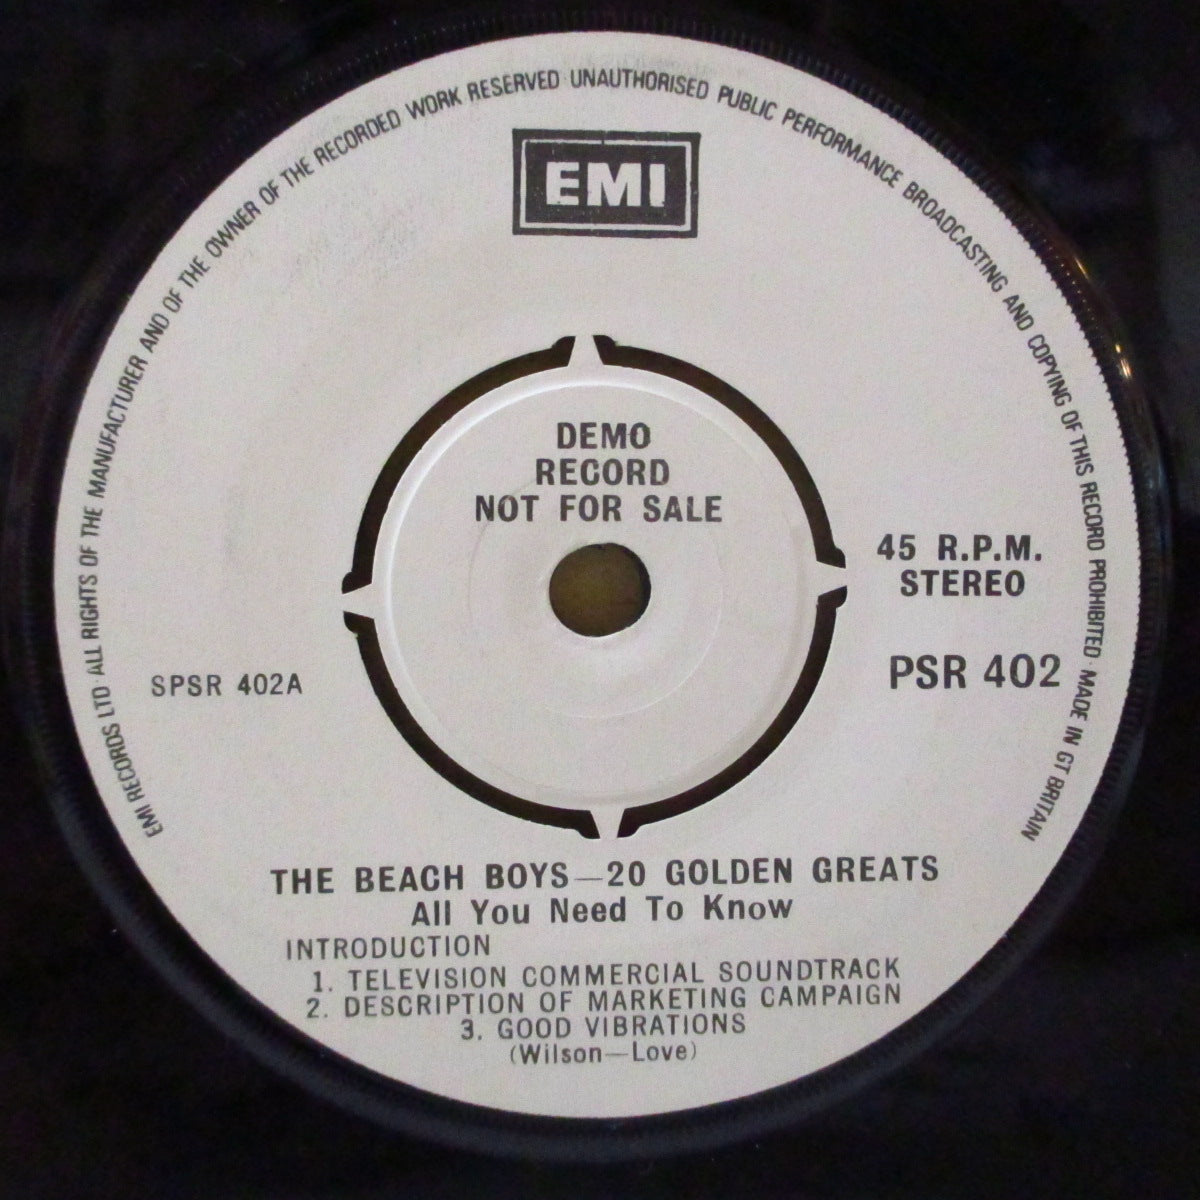 EMI RECORDS LTD · ALL RIGHTS OF THE MANUFACTURER AND OF THE OWNER OF THE RECORDED WORK RESERVED · UNAUTHORISED PUBLIC PERFORMANCE BROADCASTING AND COPYING OF THIS RECORD PROHIBITED · MADE IN GT BRITAIN
EMI
DEMO
RECORD
NOT FOR SALE
45 R.P.M.
STEREO
PSR 402
SPSR 402A
THE BEACH BOYS—20 GOLDEN GREATS
All You Need To Know
INTRODUCTION
1. TELEVISION COMMERCIAL SOUNDTRACK
2. DESCRIPTION OF MARKETING CAMPAIGN
3. GOOD VIBRATIONS
(Wilson—Love)